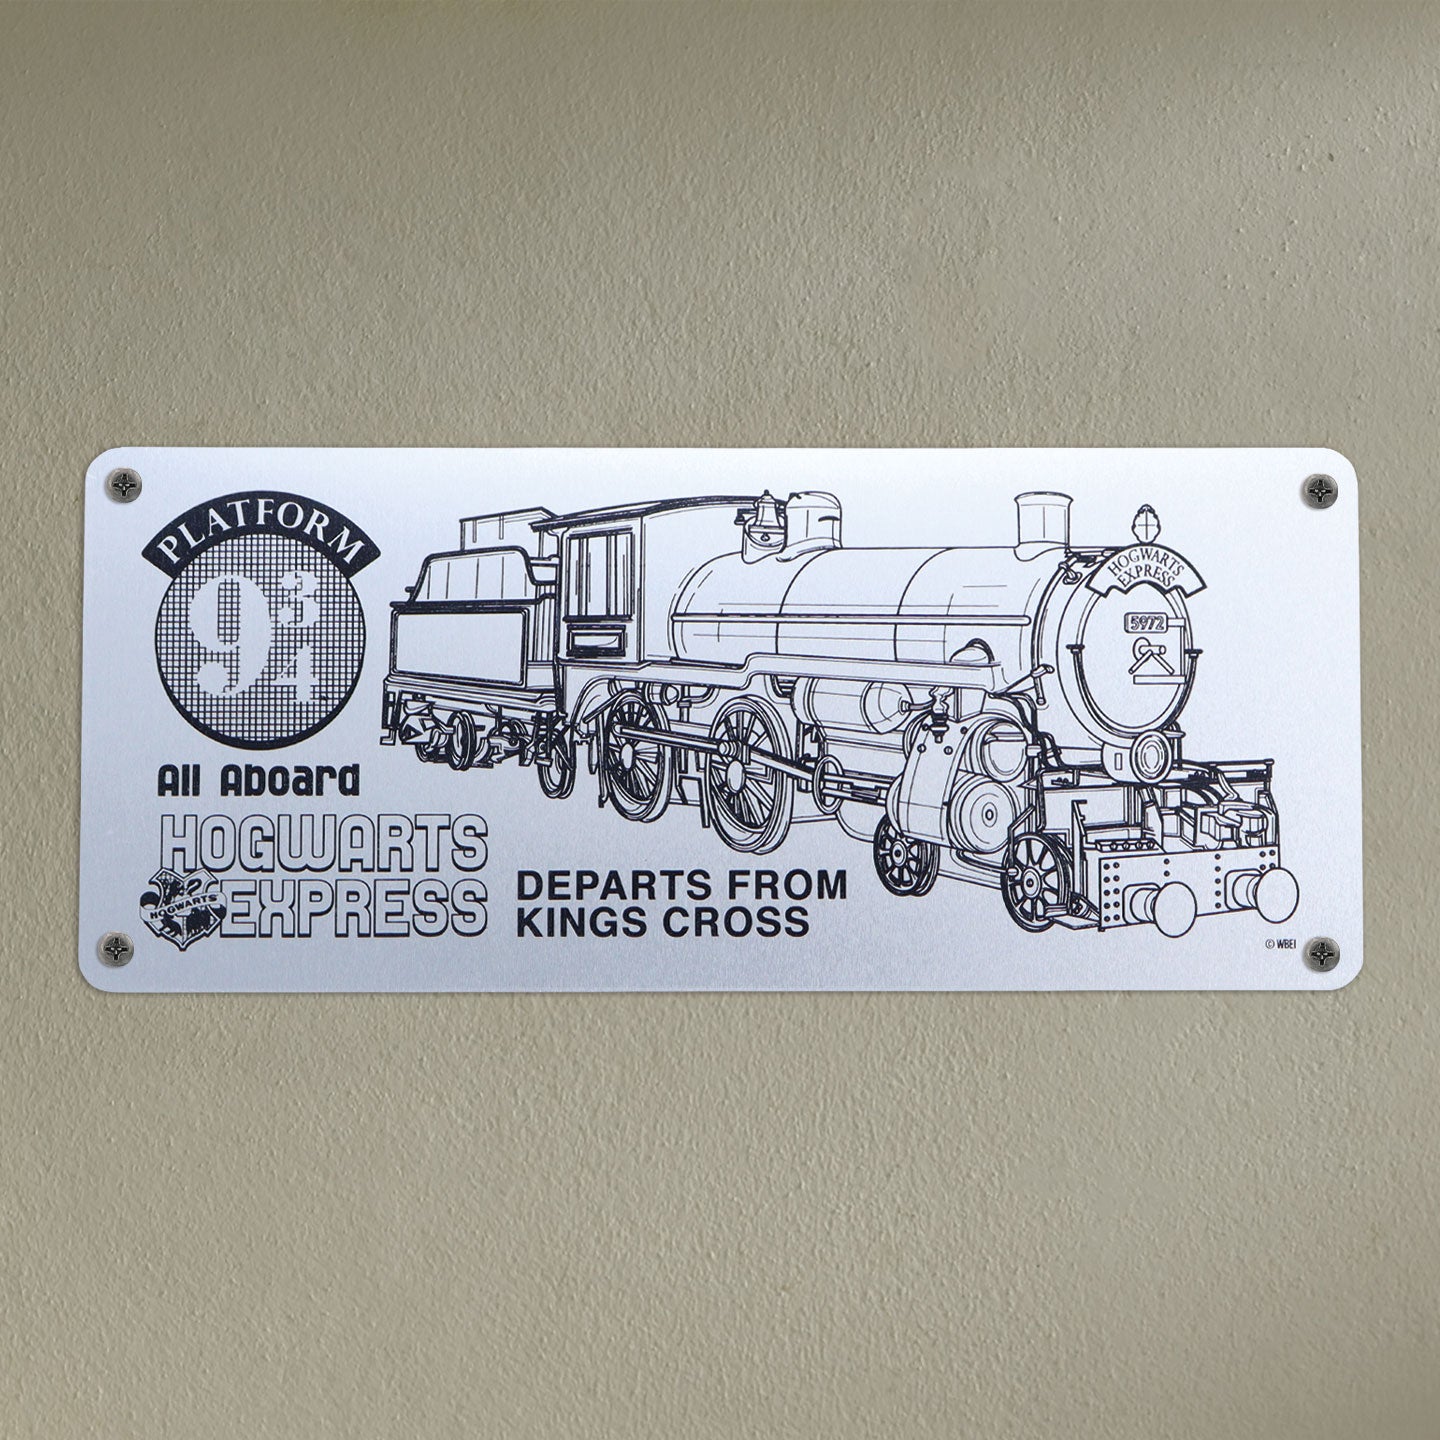 PLATFORM
9 3/4
All Aboard
HOGWARTS
EXPRESS
HOGWARTS
DEPARTS FROM
KINGS CROSS
HOGWARTS
EXPRESS
5972
© WBEI